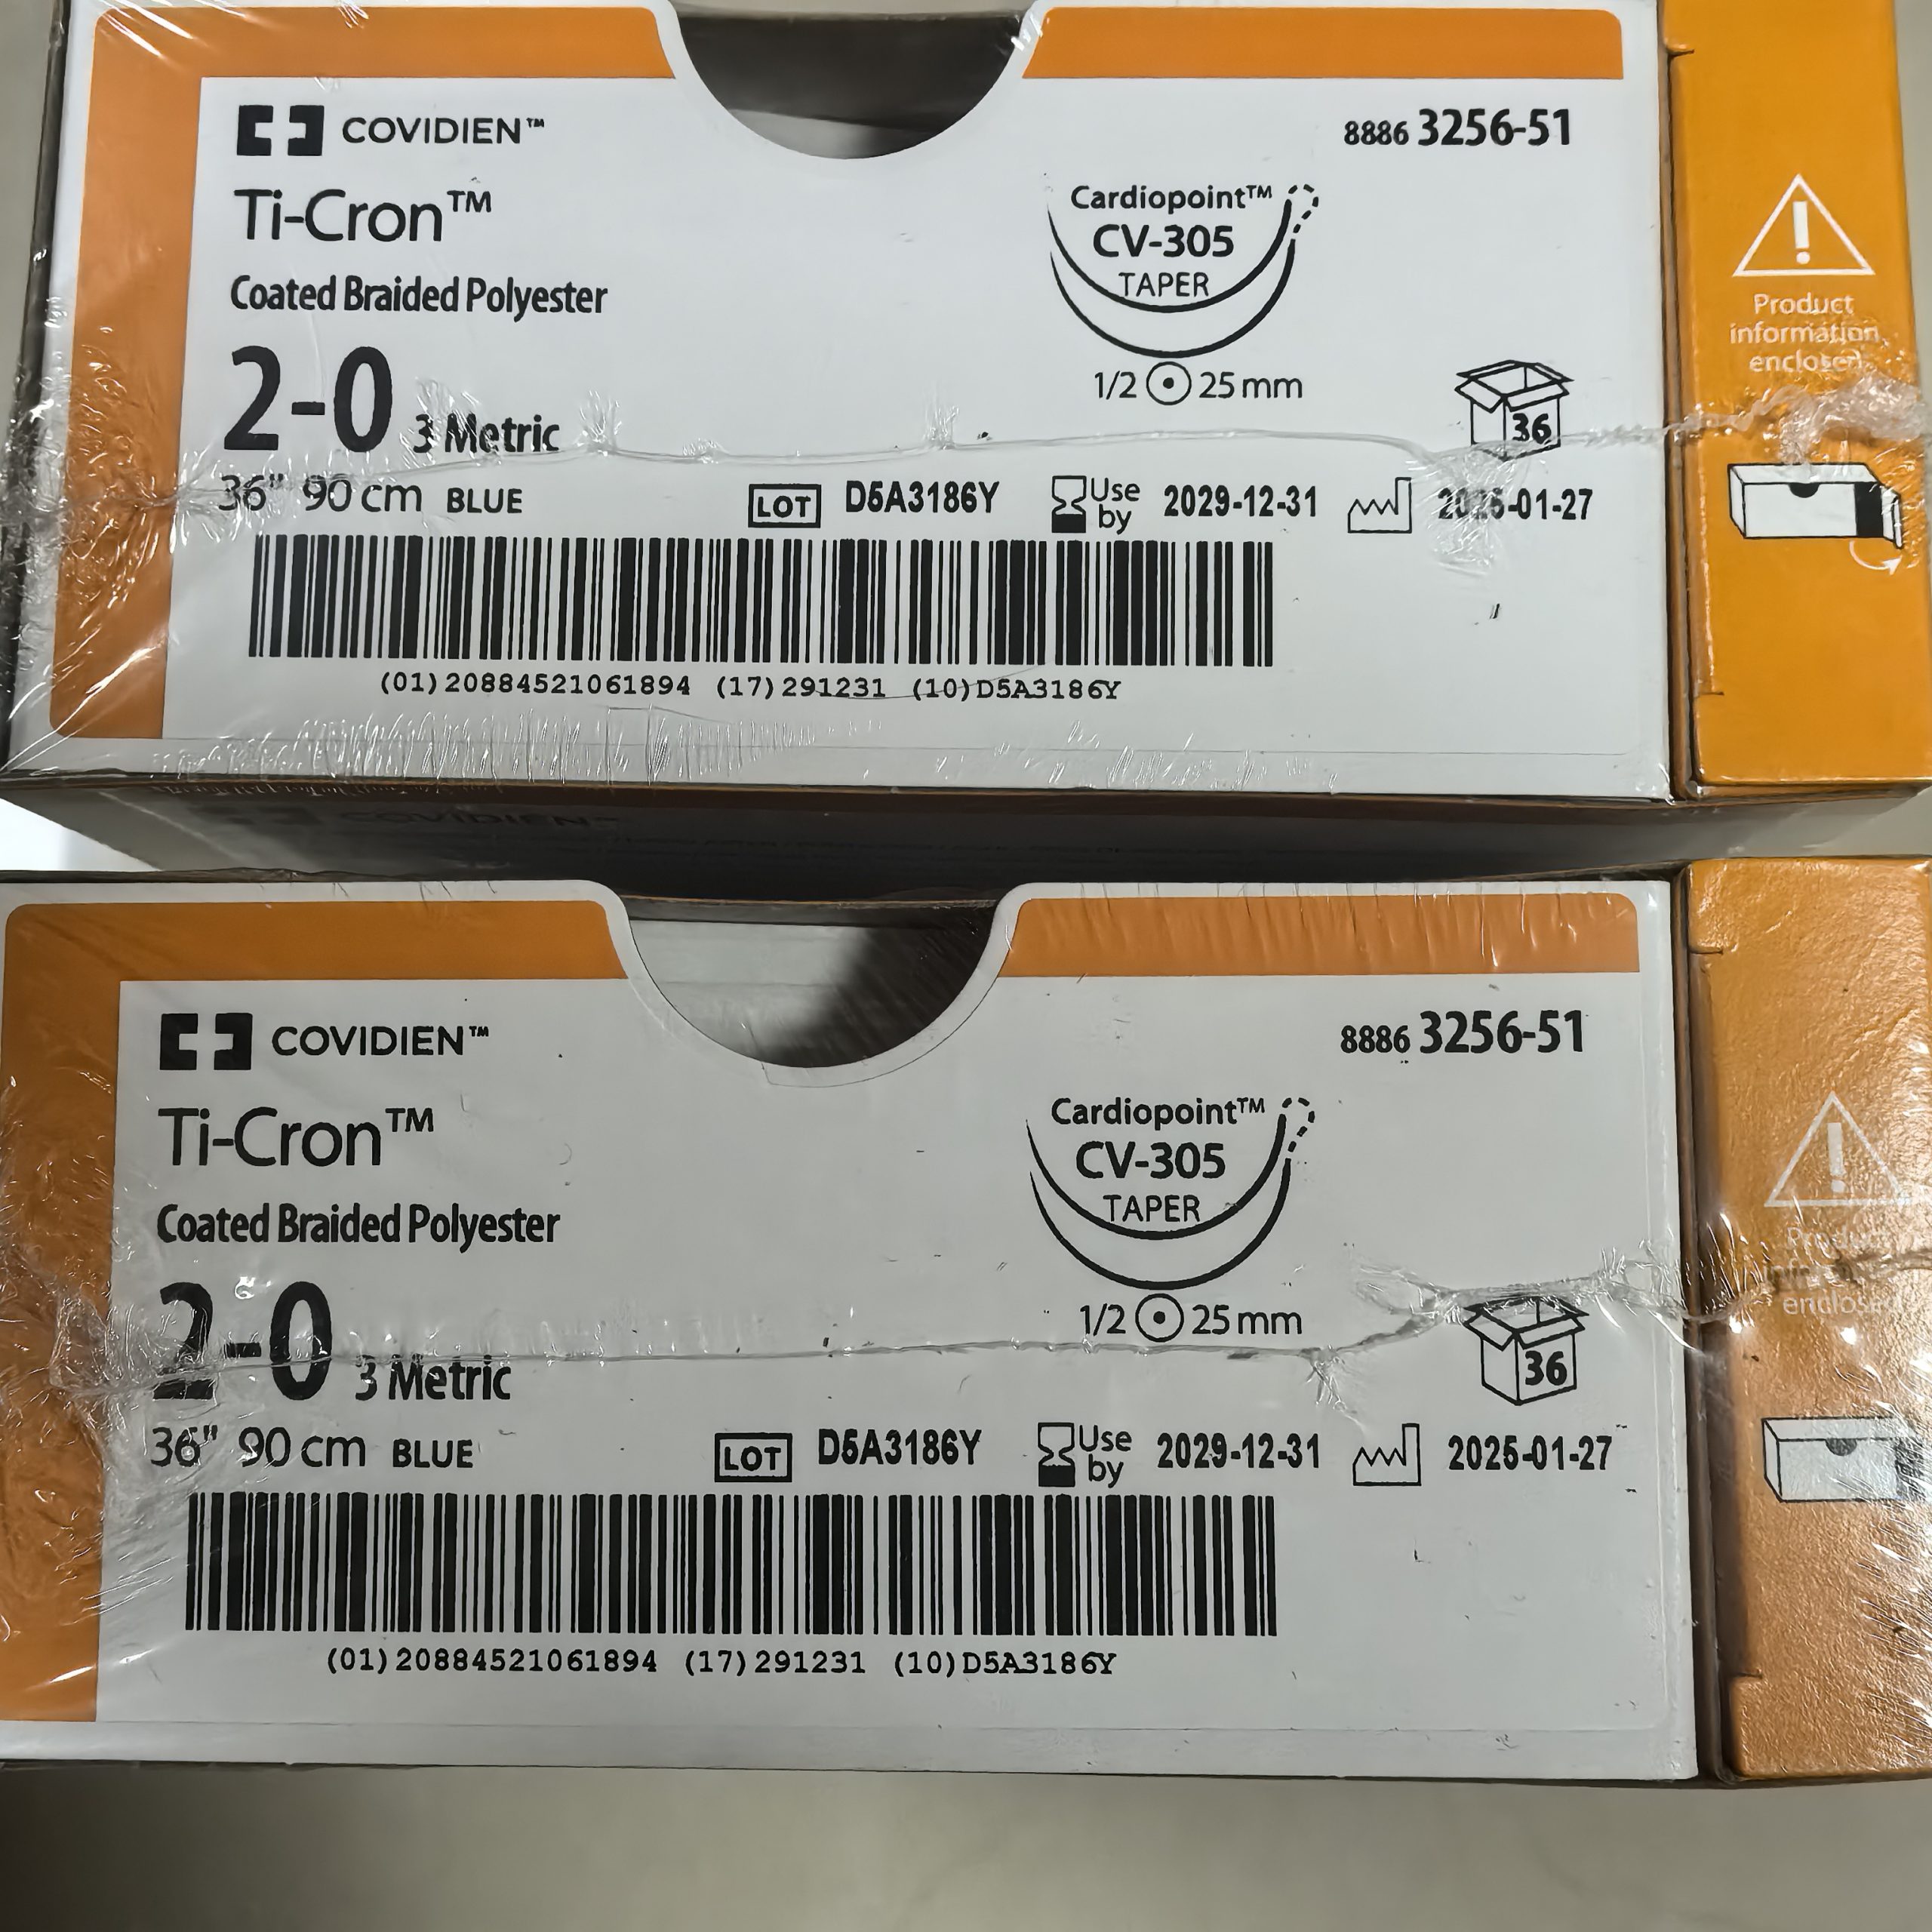 COVIDIEN™
8886 3256-51
Ti-Cron™
Cardiopoint™
CV-305
TAPER
Coated Braided Polyester
1/2 25 mm
2-0 3 Metric
36
36" 90 cm BLUE
LOT D5A3186Y Use by 2029-12-31 2025-01-27
(01)20884521061894 (17)291231 (10)D5A3186Y
Product
information
enclosed
COVIDIEN™
8886 3256-51
Ti-Cron™
Cardiopoint™
CV-305
TAPER
Coated Braided Polyester
1/2 25 mm
2-0 3 Metric
36
36" 90 cm BLUE
LOT D5A3186Y Use by 2029-12-31 2025-01-27
(01)20884521061894 (17)291231 (10)D5A3186Y
Product
enclosed